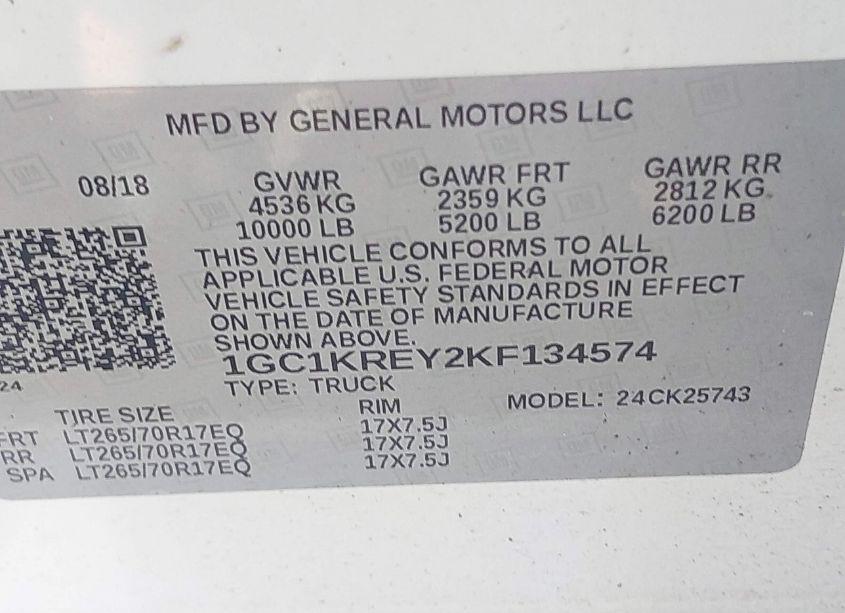 MFD BY GENERAL MOTORS LLC
08/18 GVWR GAWR FRT GAWR RR
4536 KG 2359 KG 2812 KG
10000 LB 5200 LB 6200 LB
THIS VEHICLE CONFORMS TO ALL
APPLICABLE U.S. FEDERAL MOTOR
VEHICLE SAFETY STANDARDS IN EFFECT
ON THE DATE OF MANUFACTURE
SHOWN ABOVE.
1GC1KREY2KF134574
24
TYPE: TRUCK MODEL: 24CK25743
TIRE SIZE RIM
FRT LT265/70R17EQ 17X7.5J
RR LT265/70R17EQ 17X7.5J
SPA LT265/70R17EQ 17X7.5J